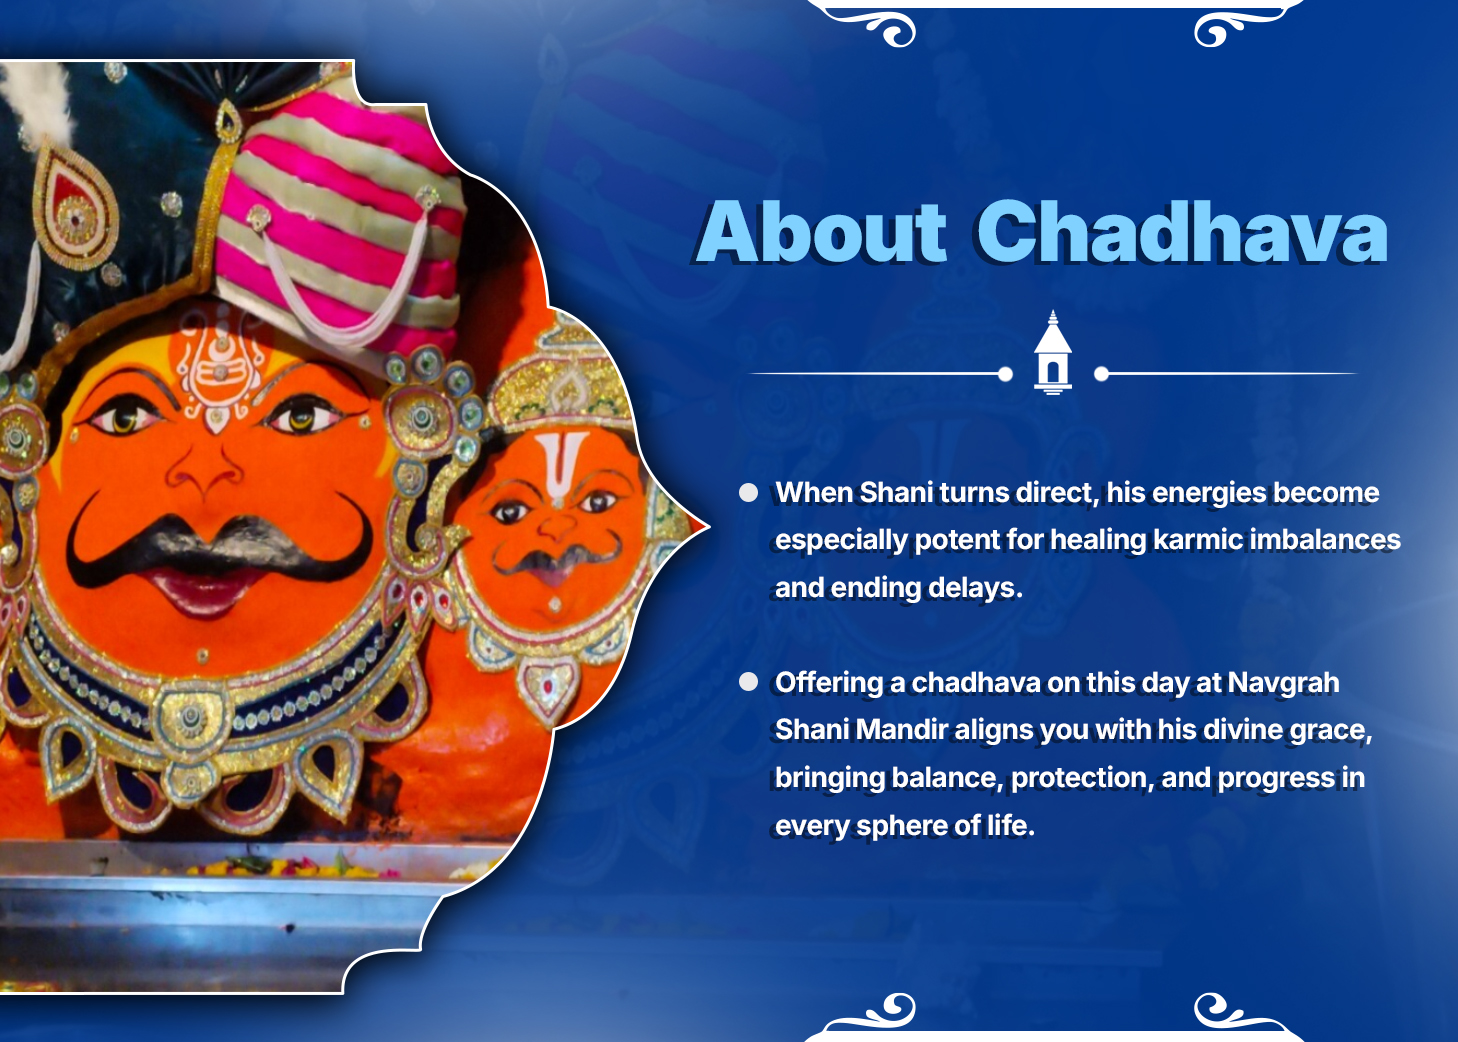 About Chadhava
When Shani turns direct, his energies become
especially potent for healing karmic imbalances
and ending delays.
Offering a chadhava on this day at Navgrah
Shani Mandir aligns you with his divine grace,
bringing balance, protection, and progress in
every sphere of life.